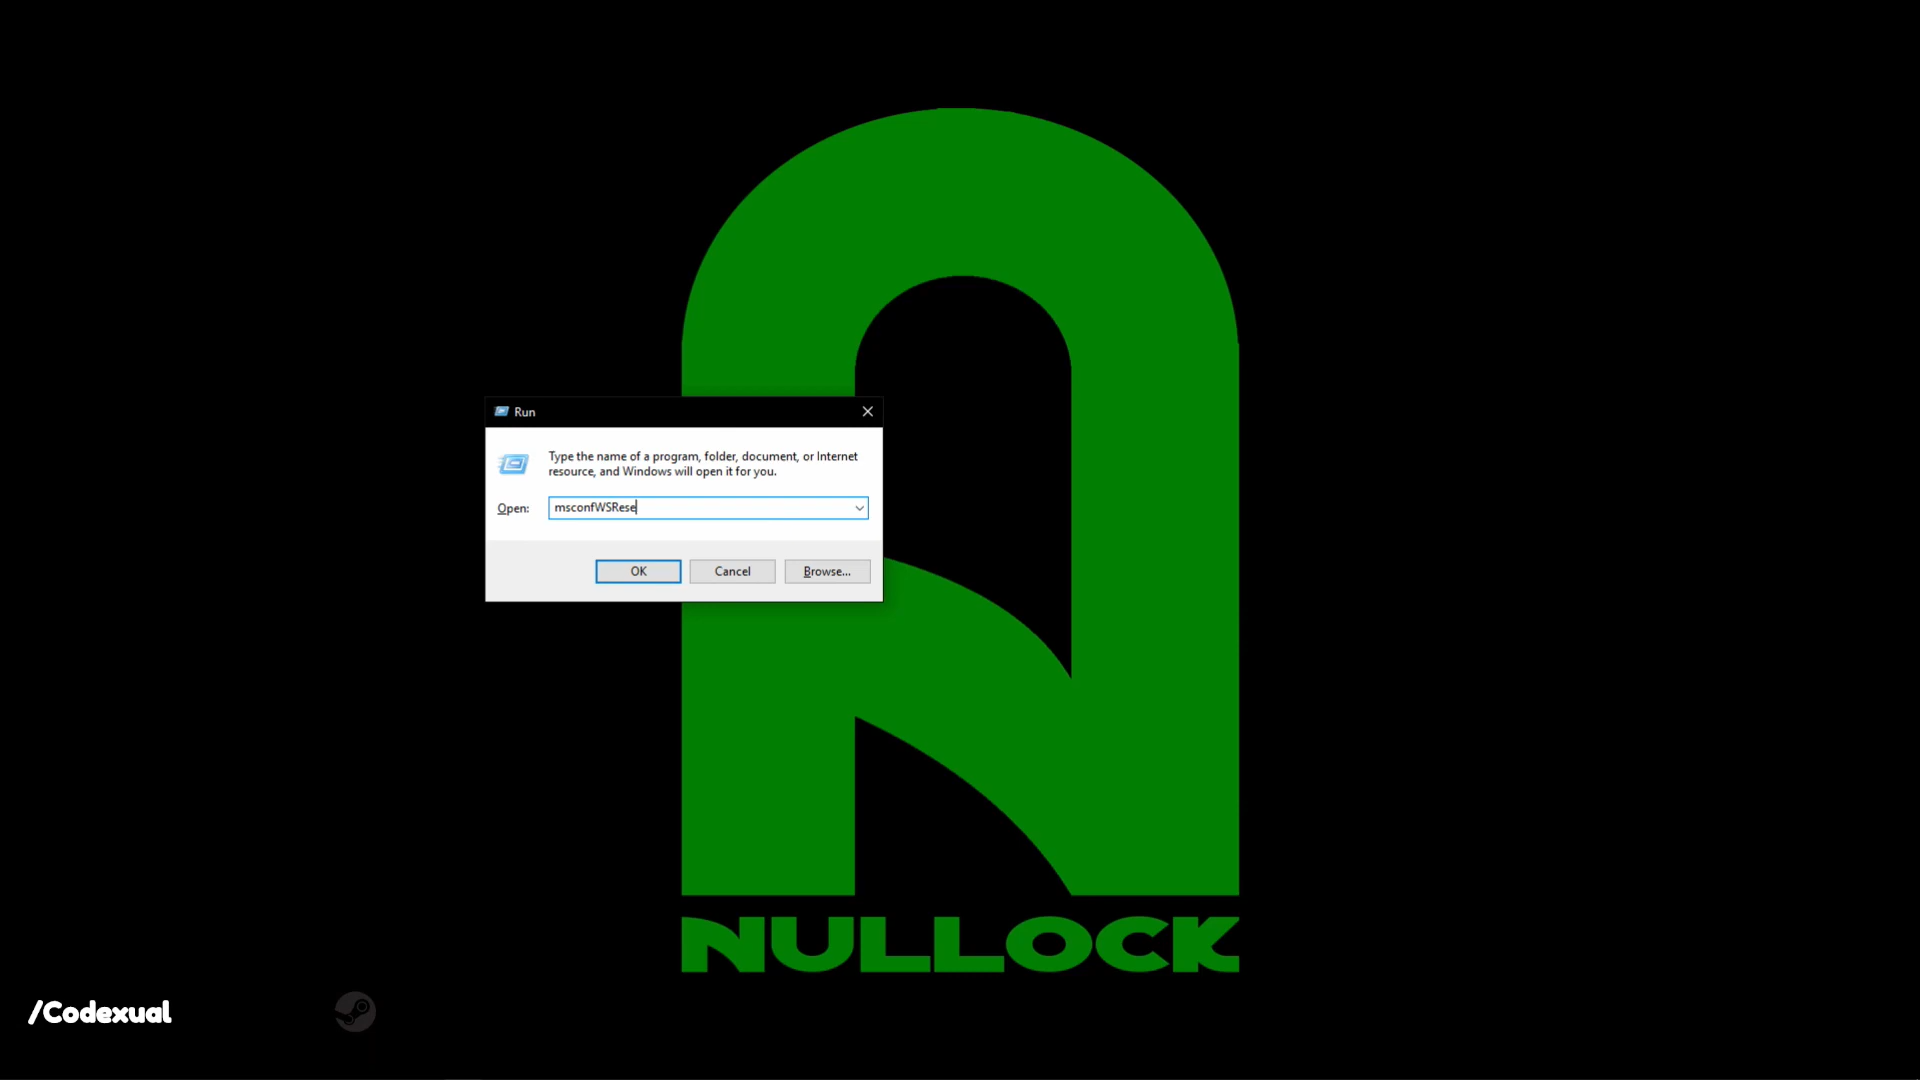 Run
Type the name of a program, folder, document, or Internet
resource, and Windows will open it for you.
Open: msconfWSRese
OK Cancel Browse...
NULLOCK
/Codexual